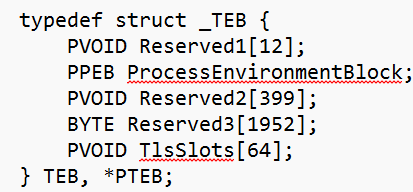 typedef struct _TEB {
    PVOID Reserved1[12];
    PPEB ProcessEnvironmentBlock;
    PVOID Reserved2[399];
    BYTE Reserved3[1952];
    PVOID TlsSlots[64];
} TEB, *PTEB;